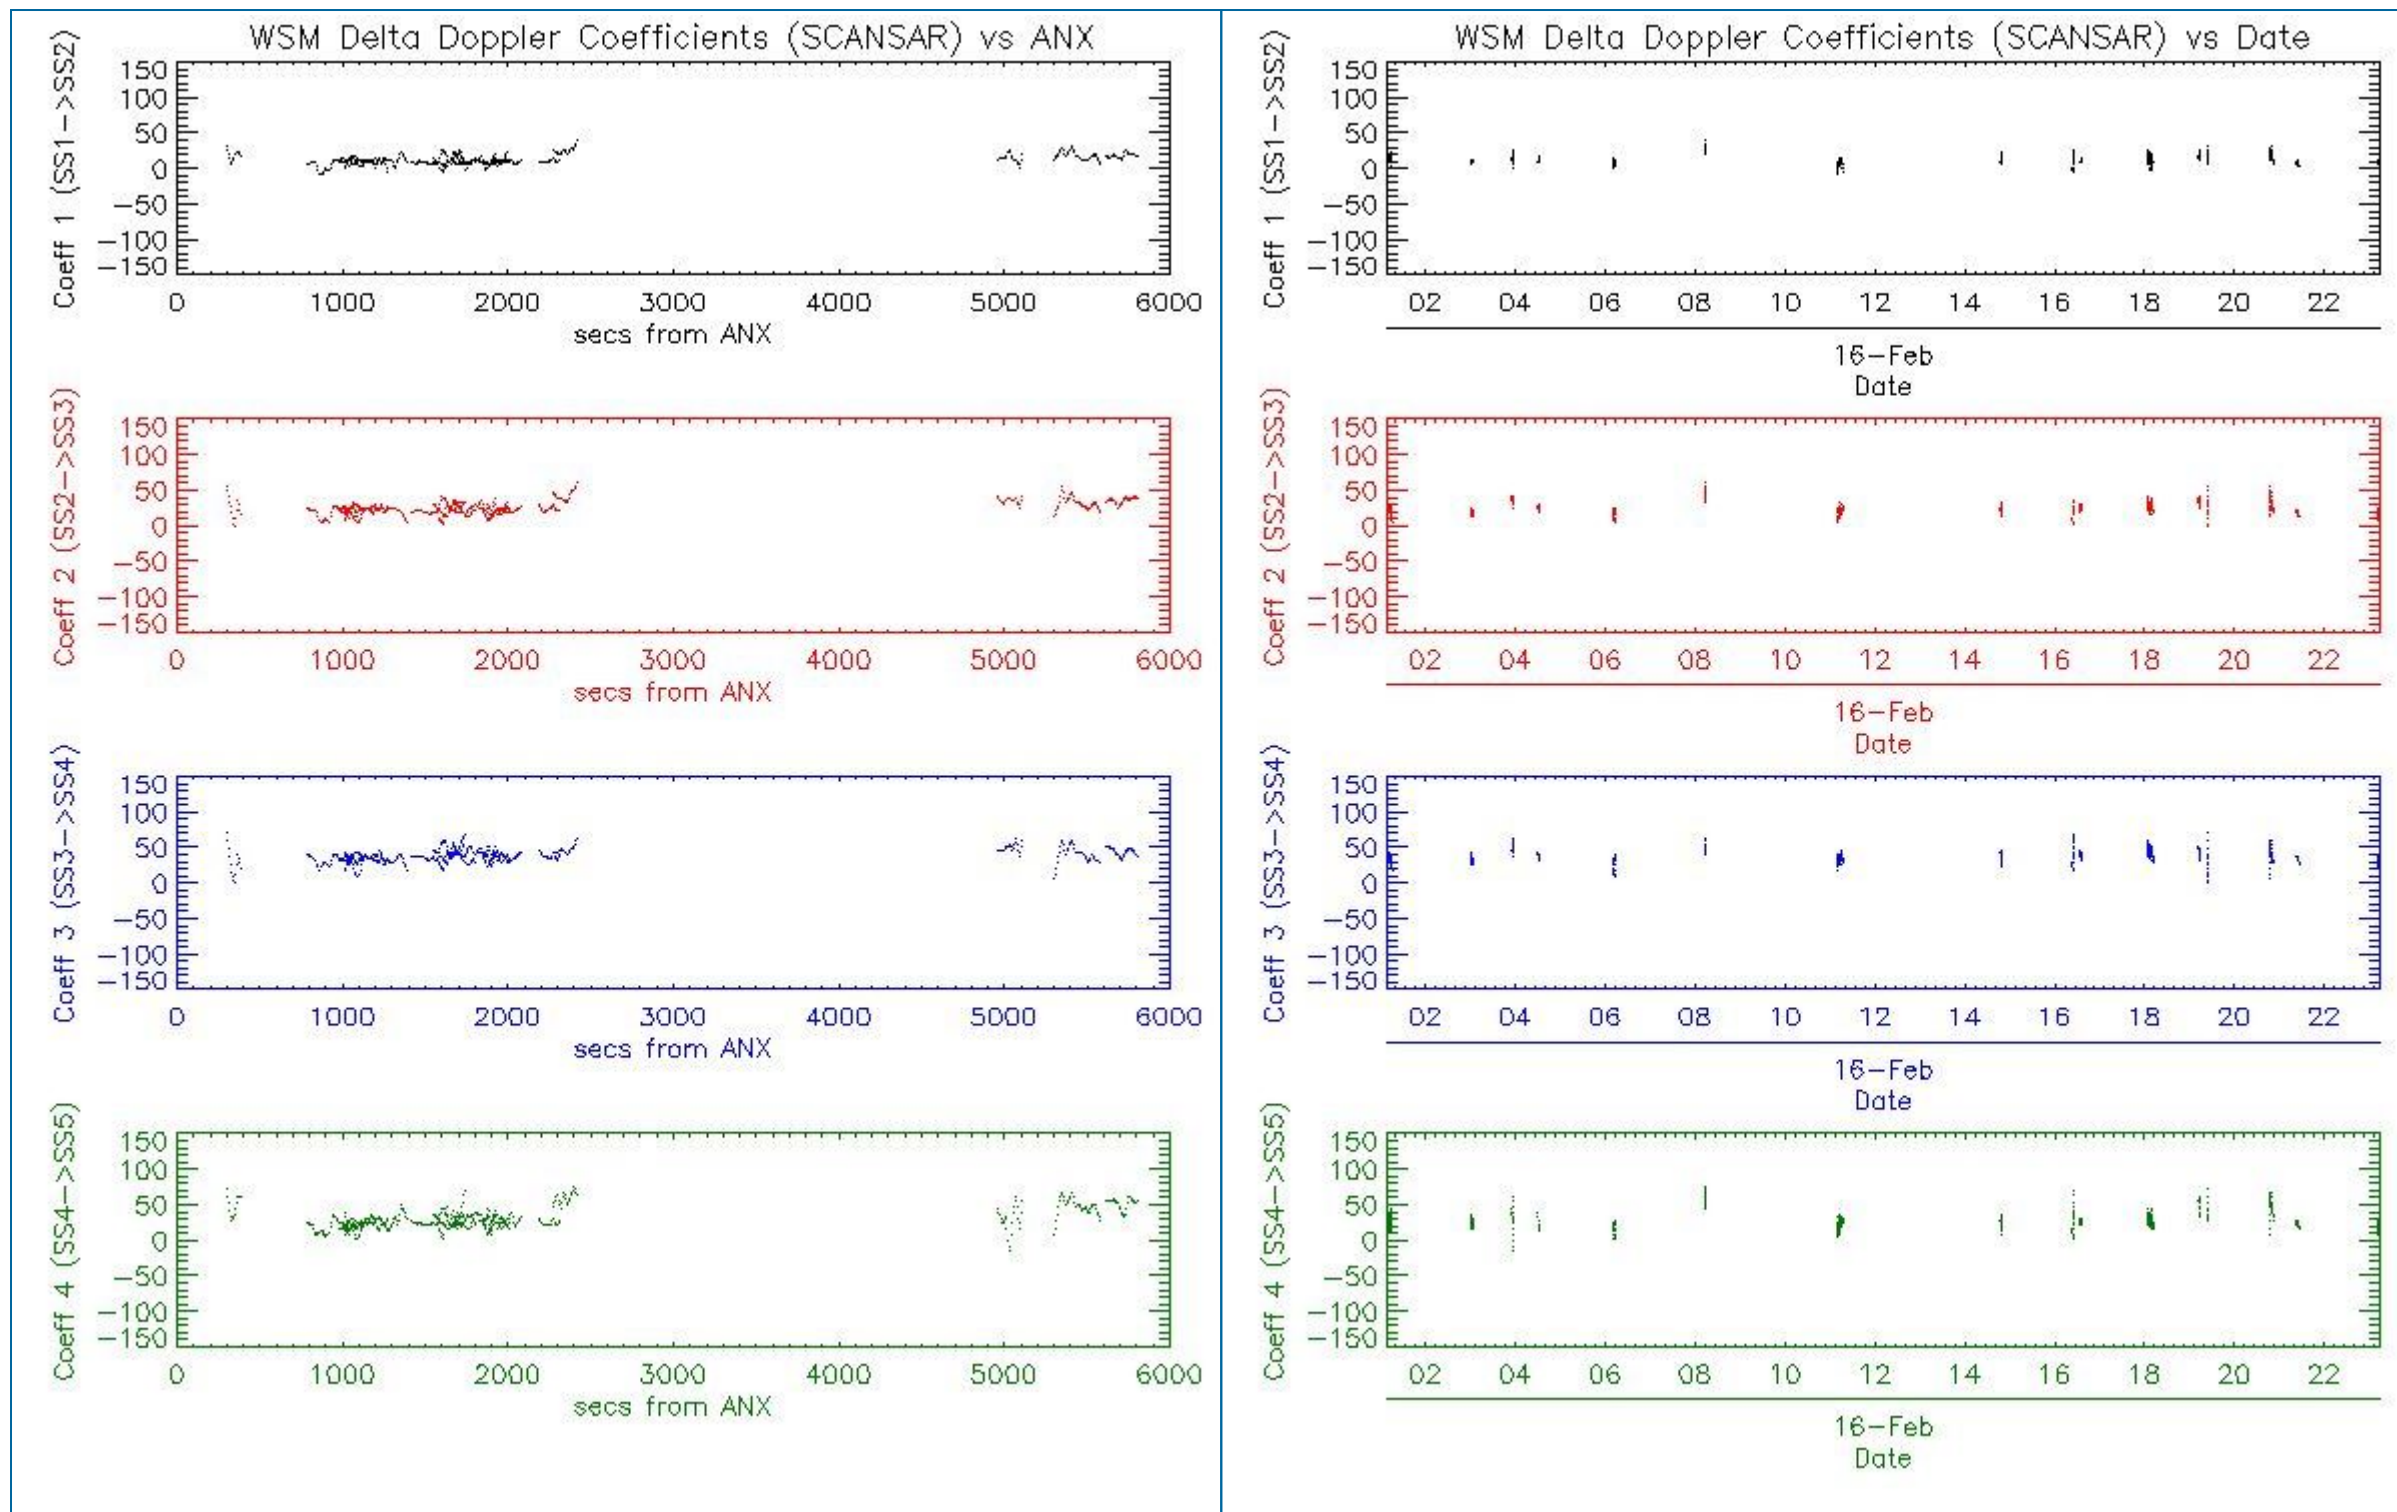 WSM Delta Doppler Coefficients (SCANSAR) vs ANX
Coeff 1 (SS1->SS2)
150
100
50
0
-50
-100
-150
0 1000 2000 3000 4000 5000 6000
secs from ANX
Coeff 2 (SS2->SS3)
150
100
50
0
-50
-100
-150
0 1000 2000 3000 4000 5000 6000
secs from ANX
Coeff 3 (SS3->SS4)
150
100
50
0
-50
-100
-150
0 1000 2000 3000 4000 5000 6000
secs from ANX
Coeff 4 (SS4->SS5)
150
100
50
0
-50
-100
-150
0 1000 2000 3000 4000 5000 6000
secs from ANX
WSM Delta Doppler Coefficients (SCANSAR) vs Date
Coeff 1 (SS1->SS2)
150
100
50
0
-50
-100
-150
02 04 06 08 10 12 14 16 18 20 22
16-Feb
Date
Coeff 2 (SS2->SS3)
150
100
50
0
-50
-100
-150
02 04 06 08 10 12 14 16 18 20 22
16-Feb
Date
Coeff 3 (SS3->SS4)
150
100
50
0
-50
-100
-150
02 04 06 08 10 12 14 16 18 20 22
16-Feb
Date
Coeff 4 (SS4->SS5)
150
100
50
0
-50
-100
-150
02 04 06 08 10 12 14 16 18 20 22
16-Feb
Date